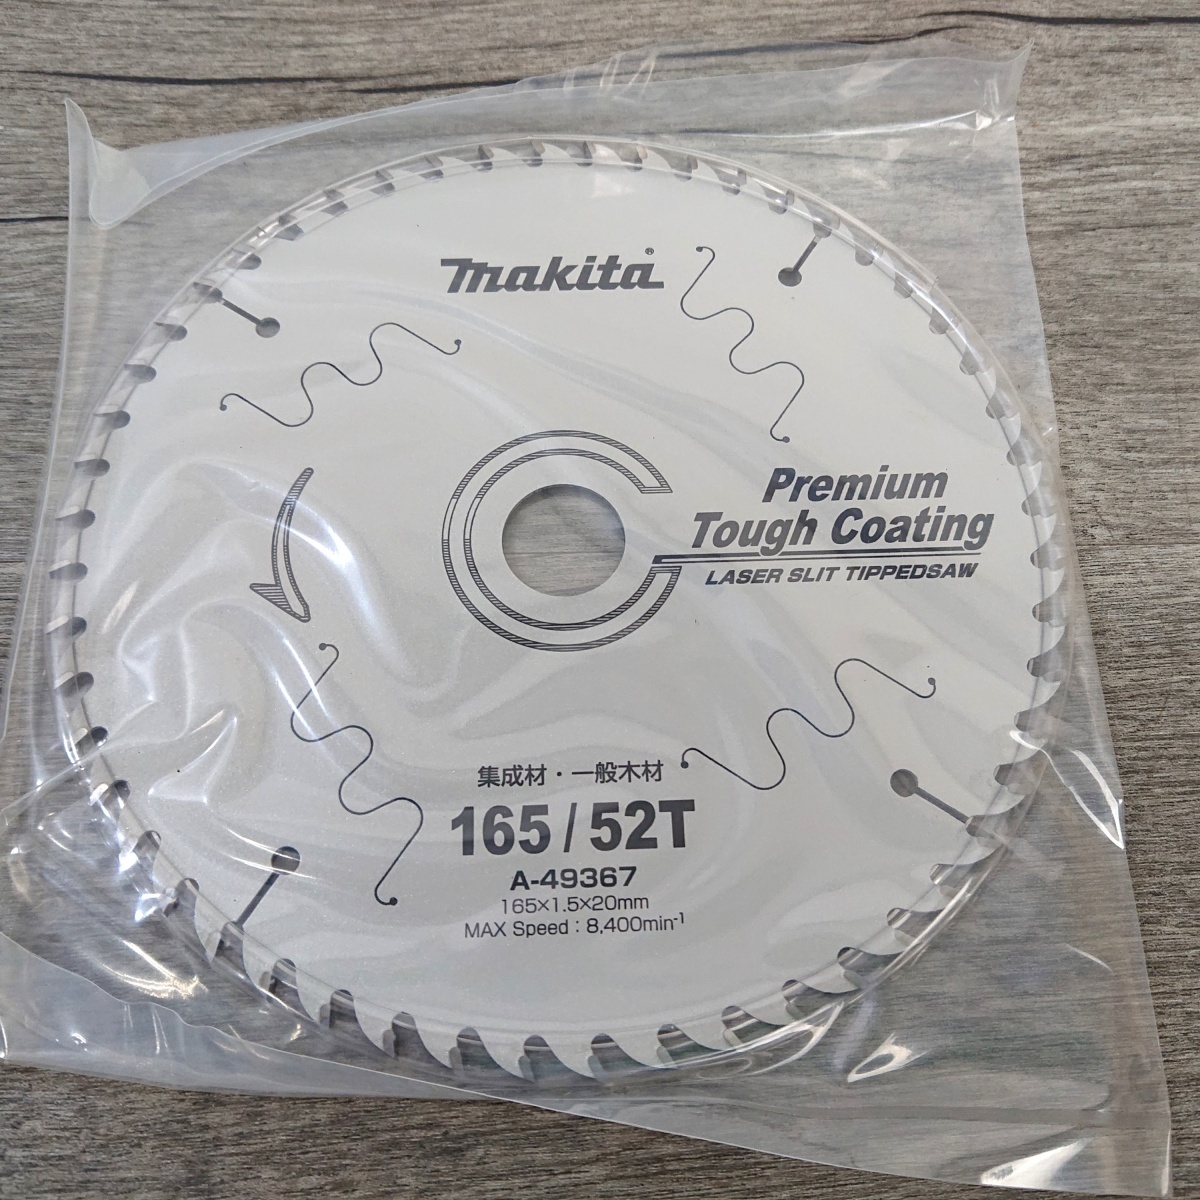 makita®
Premium
Tough Coating
LASER SLIT TIPPEDSAW
集成材・一般木材
165/52T
A-49367
165×1.5×20mm
MAX Speed : 8,400min⁻¹